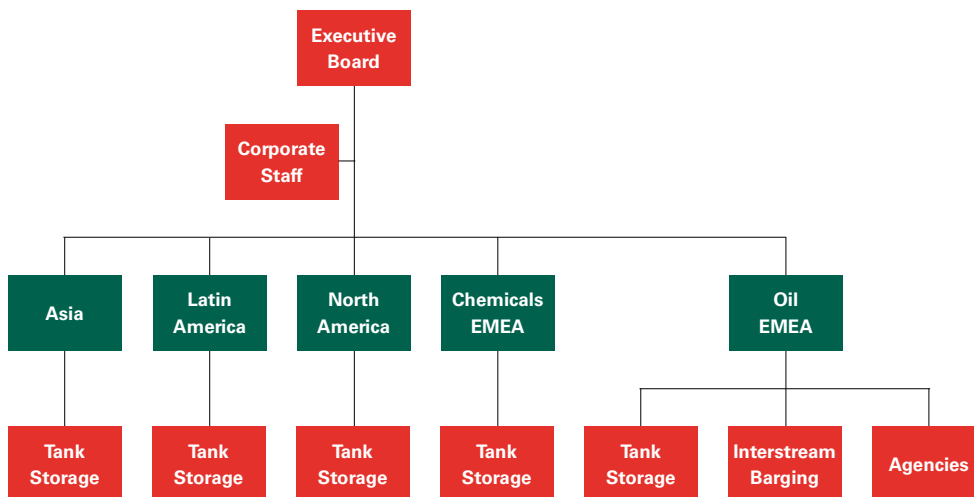 Executive
Board
Corporate
Staff
Asia
Latin
America
North
America
Chemicals
EMEA
Oil
EMEA
Tank
Storage
Tank
Storage
Tank
Storage
Tank
Storage
Tank
Storage
Interstream
Barging
Agencies